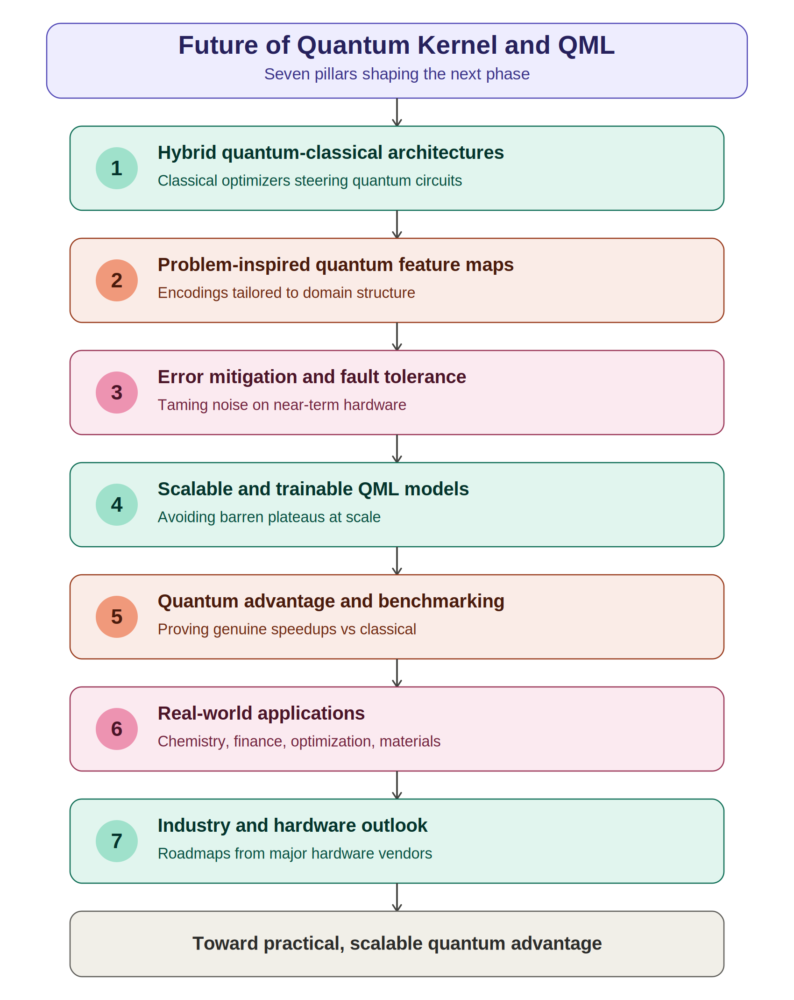 Future of Quantum Kernel and QML
Seven pillars shaping the next phase
1
Hybrid quantum-classical architectures
Classical optimizers steering quantum circuits
2
Problem-inspired quantum feature maps
Encodings tailored to domain structure
3
Error mitigation and fault tolerance
Taming noise on near-term hardware
4
Scalable and trainable QML models
Avoiding barren plateaus at scale
5
Quantum advantage and benchmarking
Proving genuine speedups vs classical
6
Real-world applications
Chemistry, finance, optimization, materials
7
Industry and hardware outlook
Roadmaps from major hardware vendors
Toward practical, scalable quantum advantage